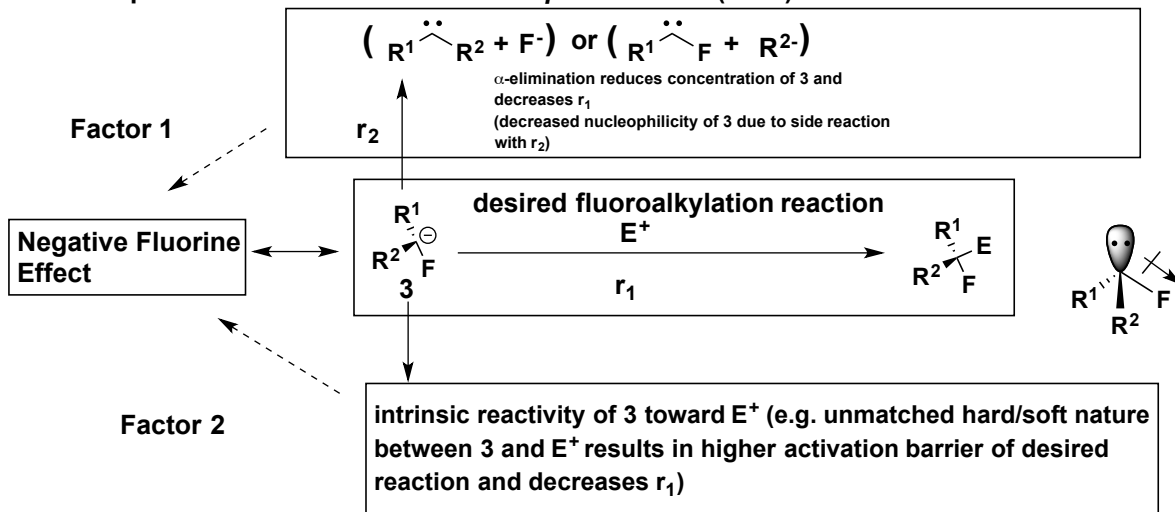 ( R¹ R² + F⁻ ) or ( R¹ F + R²⁻ )
α-elimination reduces concentration of 3 and
decreases r₁
(decreased nucleophilicity of 3 due to side reaction
with r₂)
Factor 1
r₂
desired fluoroalkylation reaction
Negative Fluorine
Effect
R¹
R²
F
⊖
3
E⁺
r₁
R¹
E
R²
F
R¹
R²
F
Factor 2
intrinsic reactivity of 3 toward E⁺ (e.g. unmatched hard/soft nature
between 3 and E⁺ results in higher activation barrier of desired
reaction and decreases r₁)